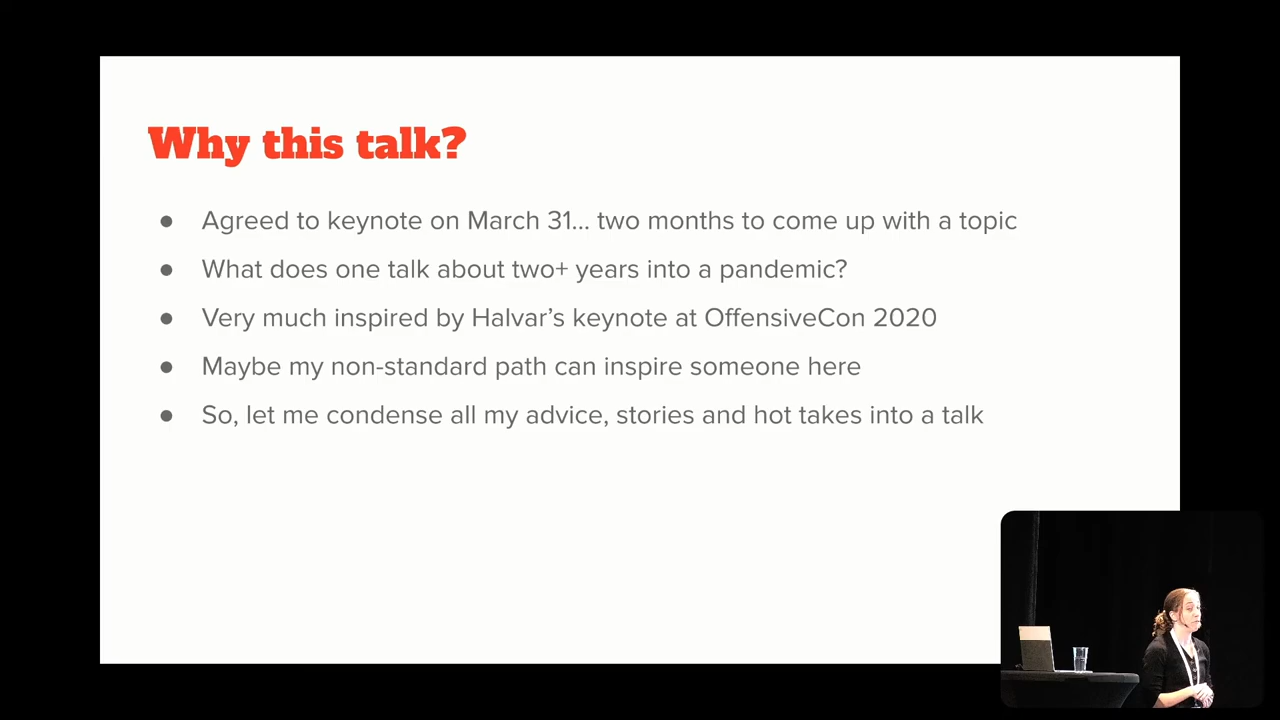 Why this talk?
Agreed to keynote on March 31... two months to come up with a topic
What does one talk about two+ years into a pandemic?
Very much inspired by Halvar’s keynote at OffensiveCon 2020
Maybe my non-standard path can inspire someone here
So, let me condense all my advice, stories and hot takes into a talk